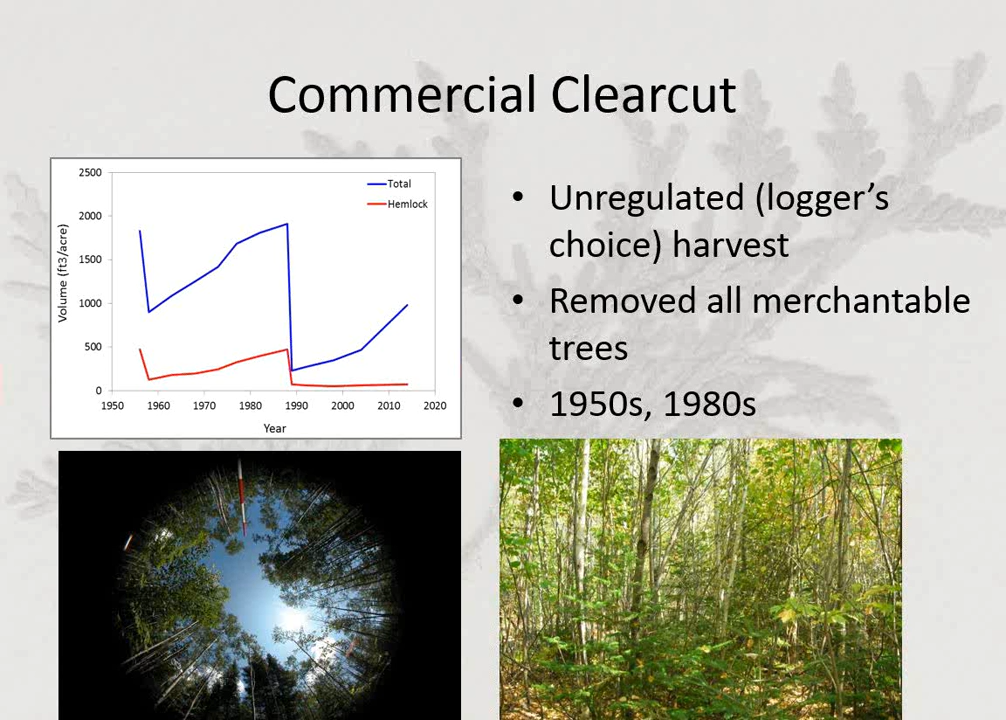 Commercial Clearcut
2500
2000
1500
1000
500
0
1950 1960 1970 1980 1990 2000 2010 2020
Volume (ft3/acre)
Year
Total
Hemlock
• Unregulated (logger’s
choice) harvest
• Removed all merchantable
trees
• 1950s, 1980s